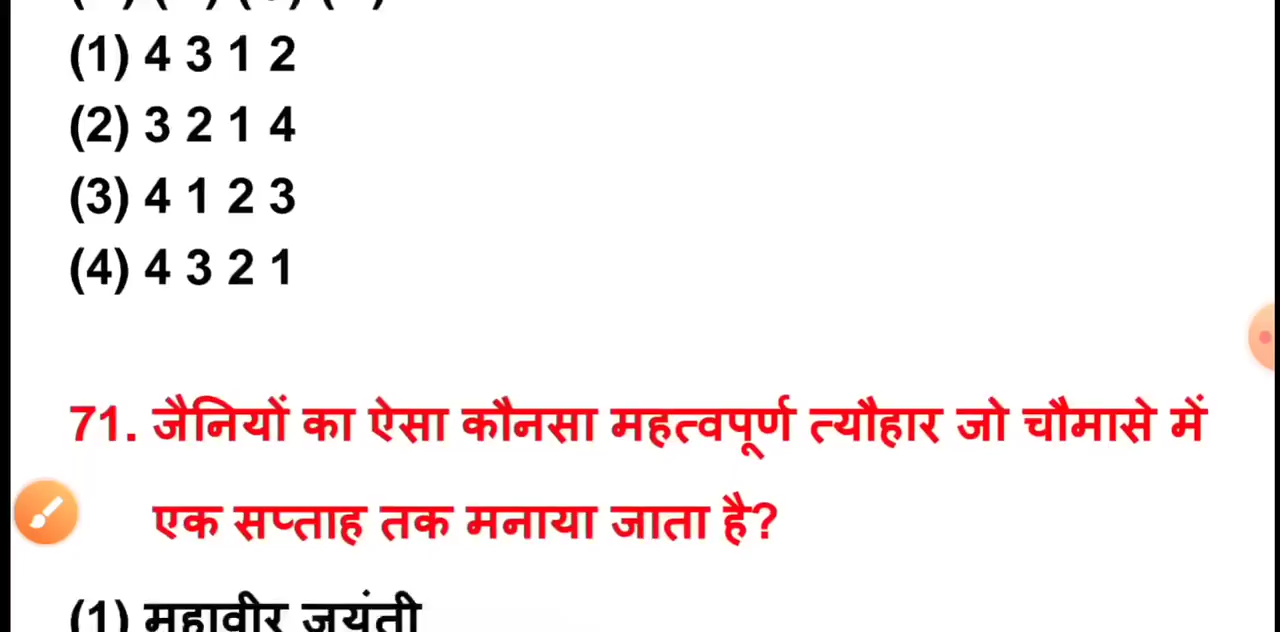 (1) 4 3 1 2
(2) 3 2 1 4
(3) 4 1 2 3
(4) 4 3 2 1
71. जैनियों का ऐसा कौनसा महत्वपूर्ण त्यौहार जो चौमासे में
एक सप्ताह तक मनाया जाता है?
(1) महावीर जयंती